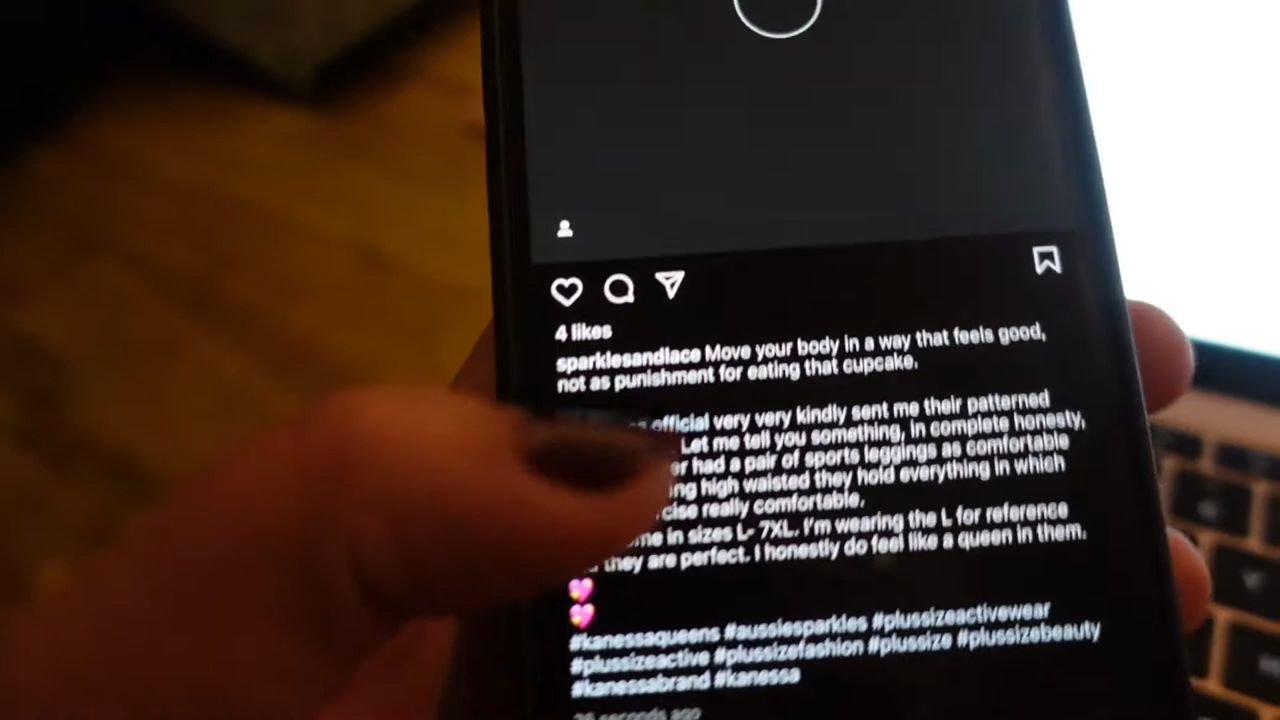 4 likes
sparklesandlace Move your body in a way that feels good,
not as punishment for eating that cupcake.
official very very kindly sent me their patterned
Let me tell you something, in complete honesty,
had a pair of sports leggings as comfortable
high waisted they hold everything in which
really comfortable.
in sizes L- 7XL. I'm wearing the L for reference
they are perfect. I honestly do feel like a queen in them.
#kanessaqueens #aussiesparkles #plussizeactivewear
#plussizeactive #plussizefashion #plussize #plussizebeauty
#kanessabrand #kanessa
seconds ago